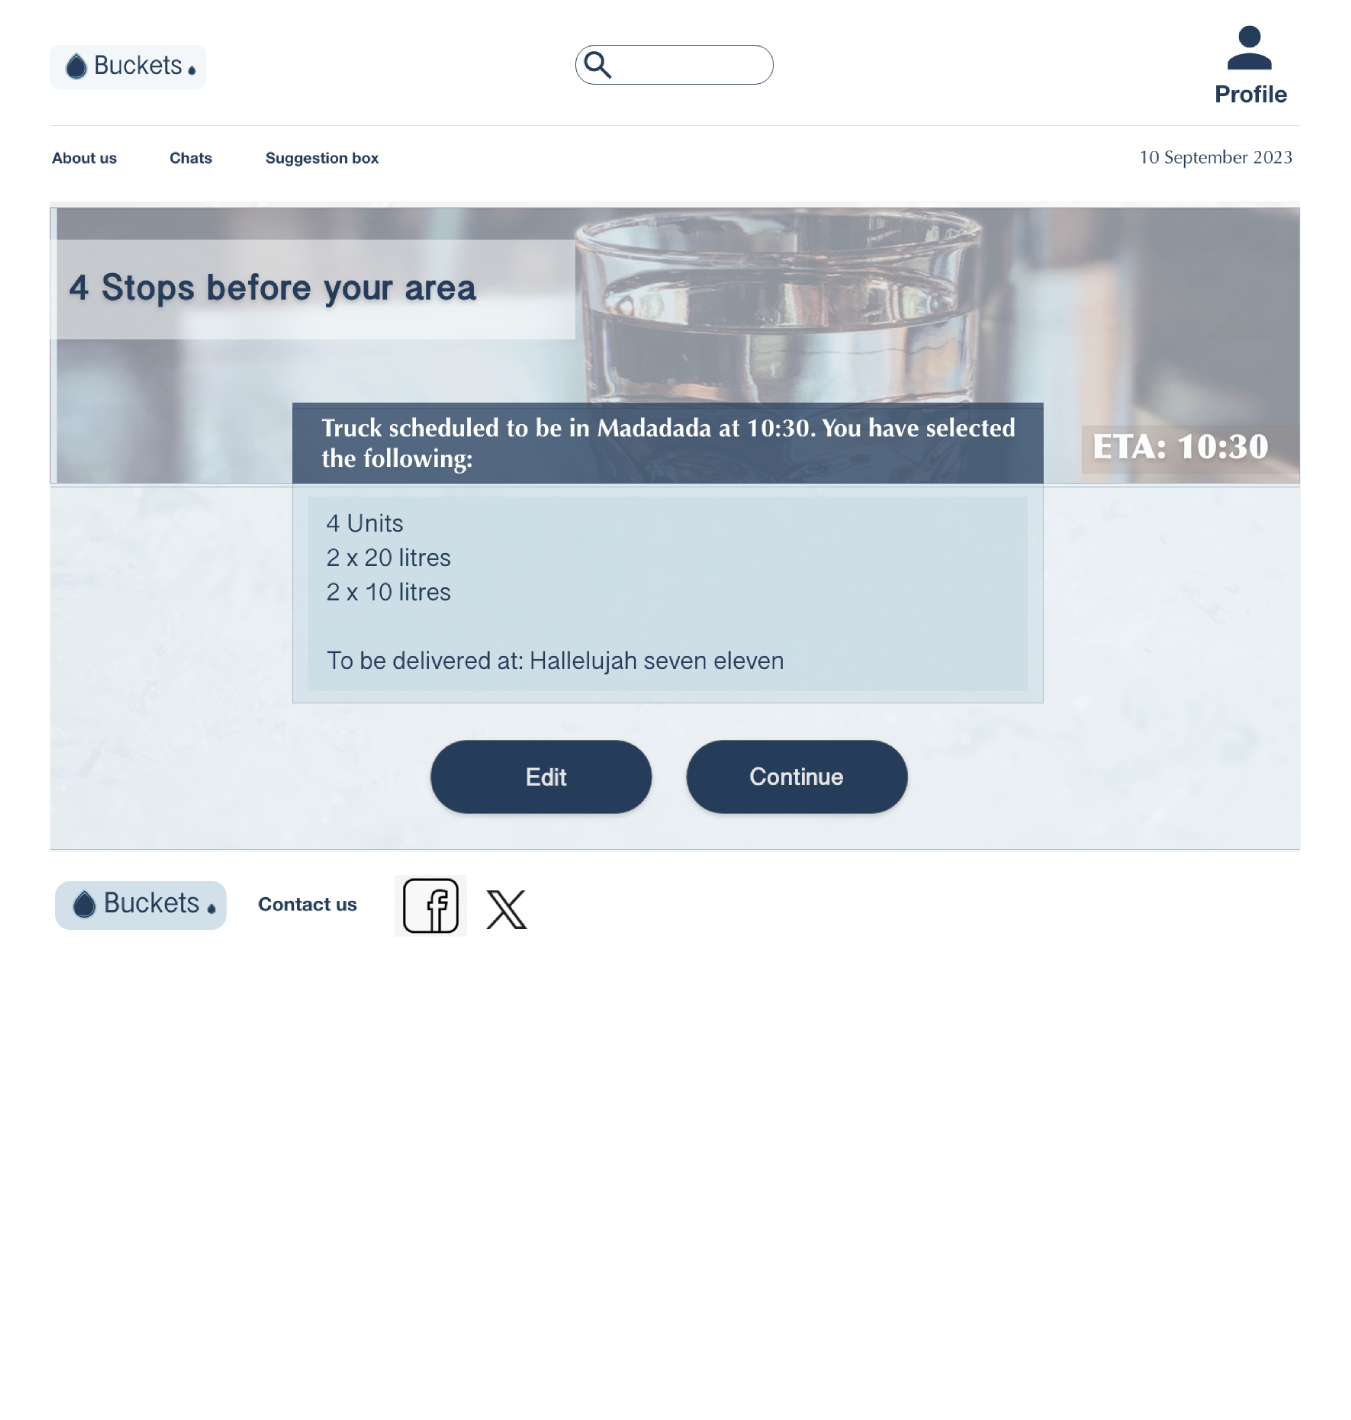 Buckets
Profile
About us
Chats
Suggestion box
10 September 2023
4 Stops before your area
Truck scheduled to be in Madadada at 10:30. You have selected
the following:
ETA: 10:30
4 Units
2 x 20 litres
2 x 10 litres
To be delivered at: Hallelujah seven eleven
Edit
Continue
Buckets
Contact us